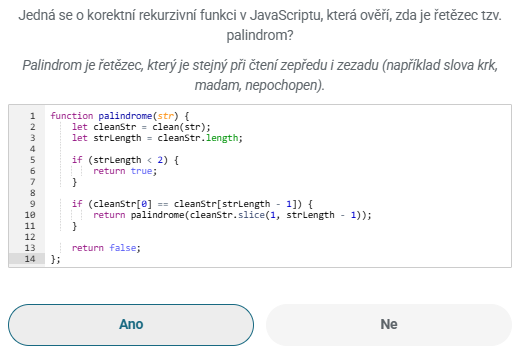 Jedná se o korektní rekurzivní funkci v JavaScriptu, která ověří, zda je řetězec tzv.
palindrom?
Palindrom je řetězec, který je stejný při čtení zepředu i zezadu (například slova krk,
madam, nepochopen).
1 function palindrome(str) {
2     let cleanStr = clean(str);
3     let strLength = cleanStr.length;
4
5     if (strLength < 2) {
6         return true;
7     }
8
9     if (cleanStr[0] == cleanStr[strLength - 1]) {
10         return palindrome(cleanStr.slice(1, strLength - 1));
11     }
12
13     return false;
14 };
Ano
Ne